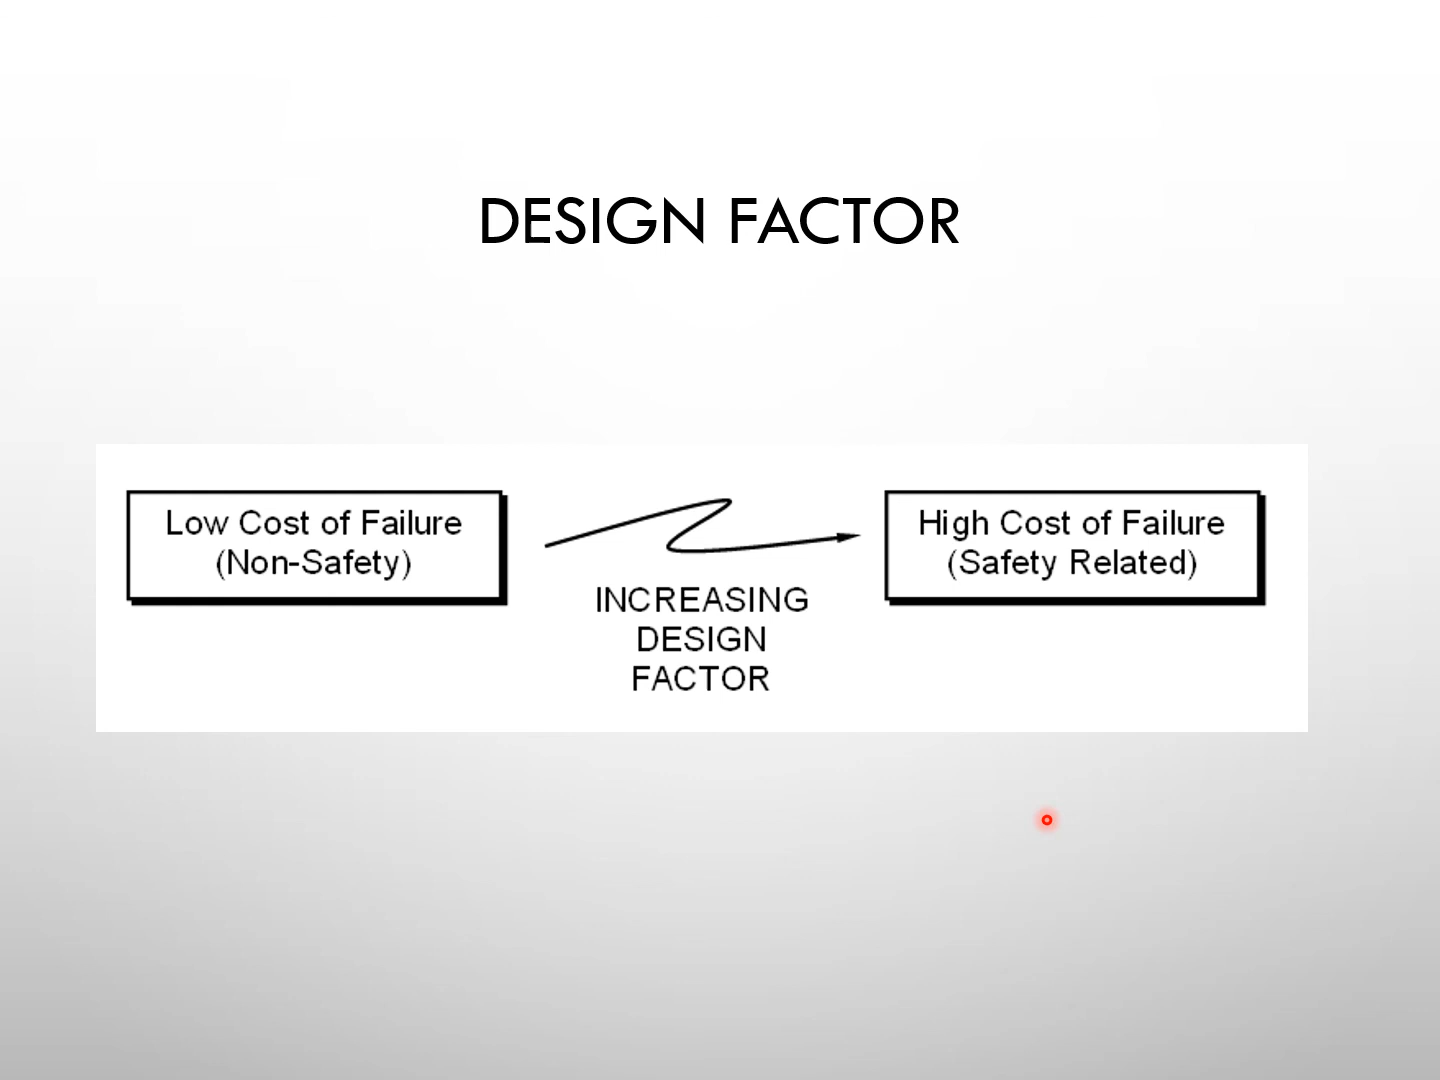 DESIGN FACTOR
Low Cost of Failure
(Non-Safety)
INCREASING
DESIGN
FACTOR
High Cost of Failure
(Safety Related)